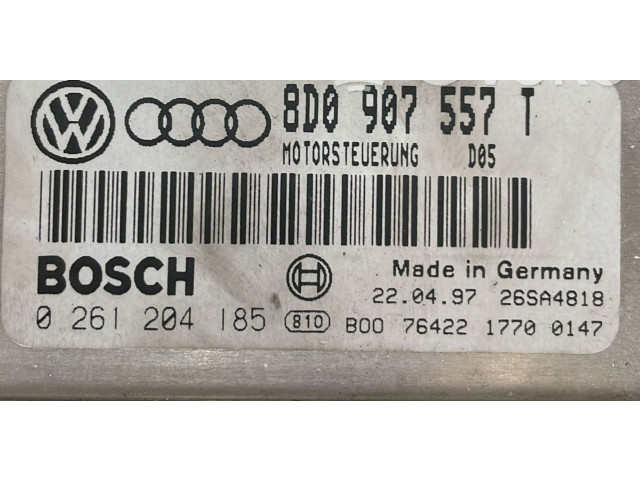 8D0 907 557 T
MOTORSTEUERUNG D05
BOSCH
Made in Germany
22.04.97 26SA4818
0 261 204 185 810 B00 76422 1770 0147